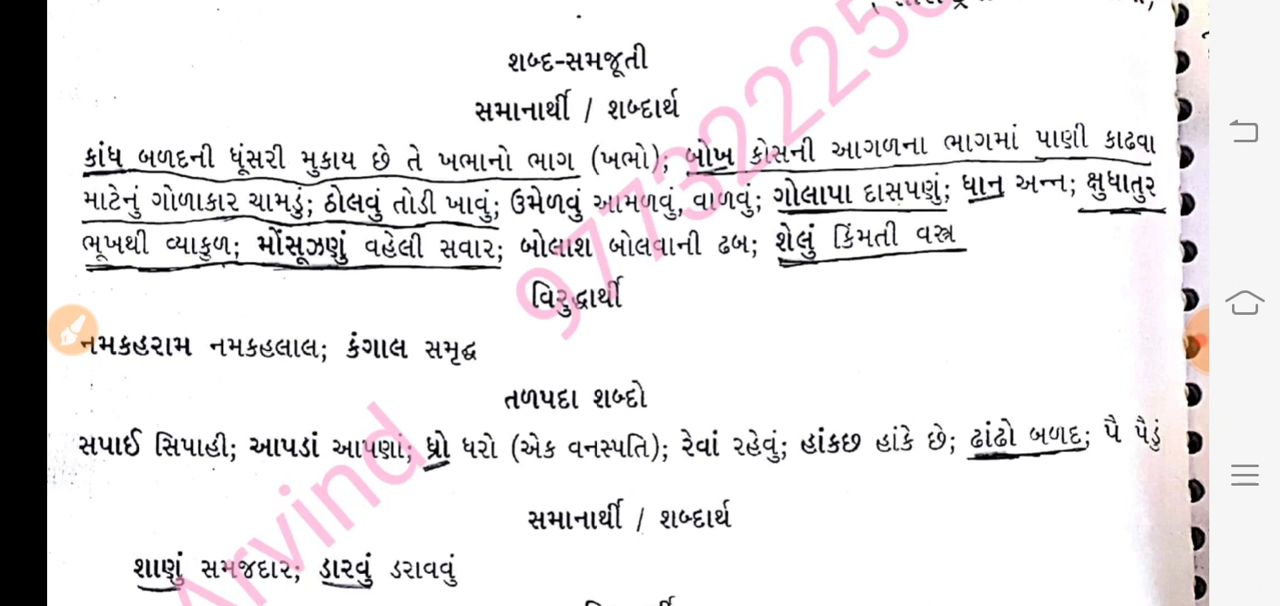 શબ્દ-સમજૂતી
સમાનાર્થી / શબ્દાર્થ
કાંધ બળદની ધૂંસરી મુકાય છે તે ખભાનો ભાગ (ખભો); બોખ કોસની આગળના ભાગમાં પાણી કાઢવા
માટેનું ગોળાકાર ચામડું; ઠોલવું તોડી ખાવું; ઉમેળવું આમળવું, વાળવું; ગોલાપા દાસપણું; ધાન અન્ન; ક્ષુધાતુર
ભૂખથી વ્યાકુળ; મોંસૂઝણું વહેલી સવાર; બોલાશ બોલવાની ઢબ; શેલું કિંમતી વસ્ત્ર
વિરુદ્ધાર્થી
નમકહરામ નમકહલાલ; કંગાલ સમૃદ્ધ
તળપદા શબ્દો
સપાઈ સિપાહી; આપડાં આપણાં; ધ્રો ધરો (એક વનસ્પતિ); રેવાં રહેવું; હાંકછ હાંકે છે; ઢાંઢો બળદ; પૈ પૈડું
સમાનાર્થી / શબ્દાર્થ
શાણું સમજદાર; ડારવું ડરાવવું
Arvind 97732225